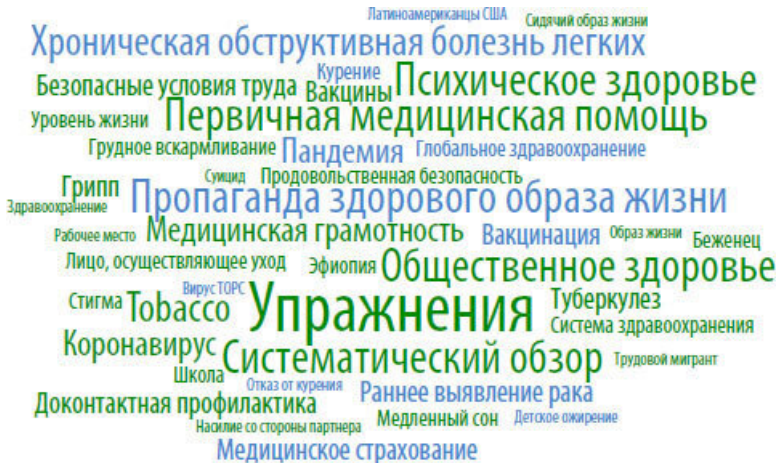 Латиноамериканцы США
Сидячий образ жизни
Хроническая обструктивная болезнь легких
Безопасные условия труда
Курение
Вакцины
Психическое здоровье
Уровень жизни
Первичная медицинская помощь
Грудное вскармливание
Пандемия
Глобальное здравоохранение
Грипп
Суицид
Продовольственная безопасность
Здравоохранение
Пропаганда здорового образа жизни
Рабочее место
Медицинская грамотность
Вакцинация
Образ жизни
Беженец
Лицо, осуществляющее уход
Эфиопия
Общественное здоровье
Стигма
Вирус ТОРС
Tobacco
Упражнения
Туберкулез
Система здравоохранения
Коронавирус
Систематический обзор
Трудовой мигрант
Школа
Отказ от курения
Раннее выявление рака
Доконтактная профилактика
Насилие со стороны партнера
Медленный сон
Детское ожирение
Медицинское страхование